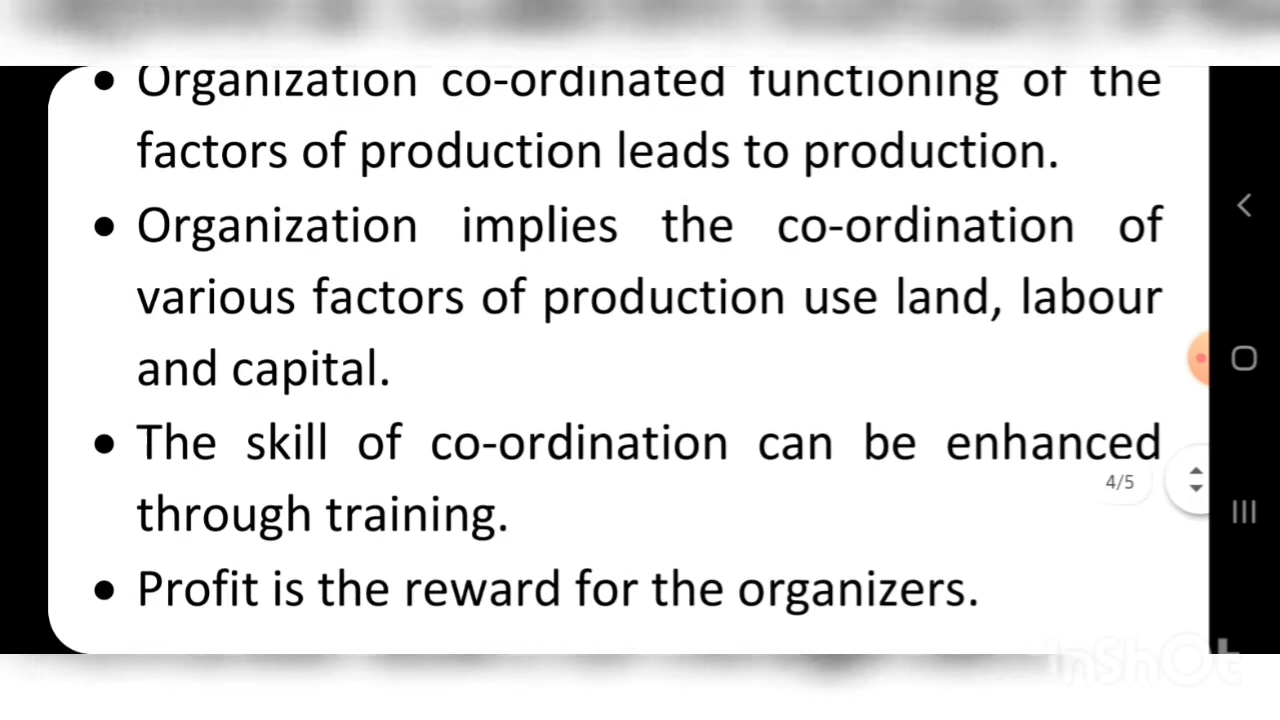 • Organization co-ordinated functioning of the
factors of production leads to production.
• Organization implies the co-ordination of
various factors of production use land, labour
and capital.
• The skill of co-ordination can be enhanced
4/5
through training.
• Profit is the reward for the organizers.
InShOt